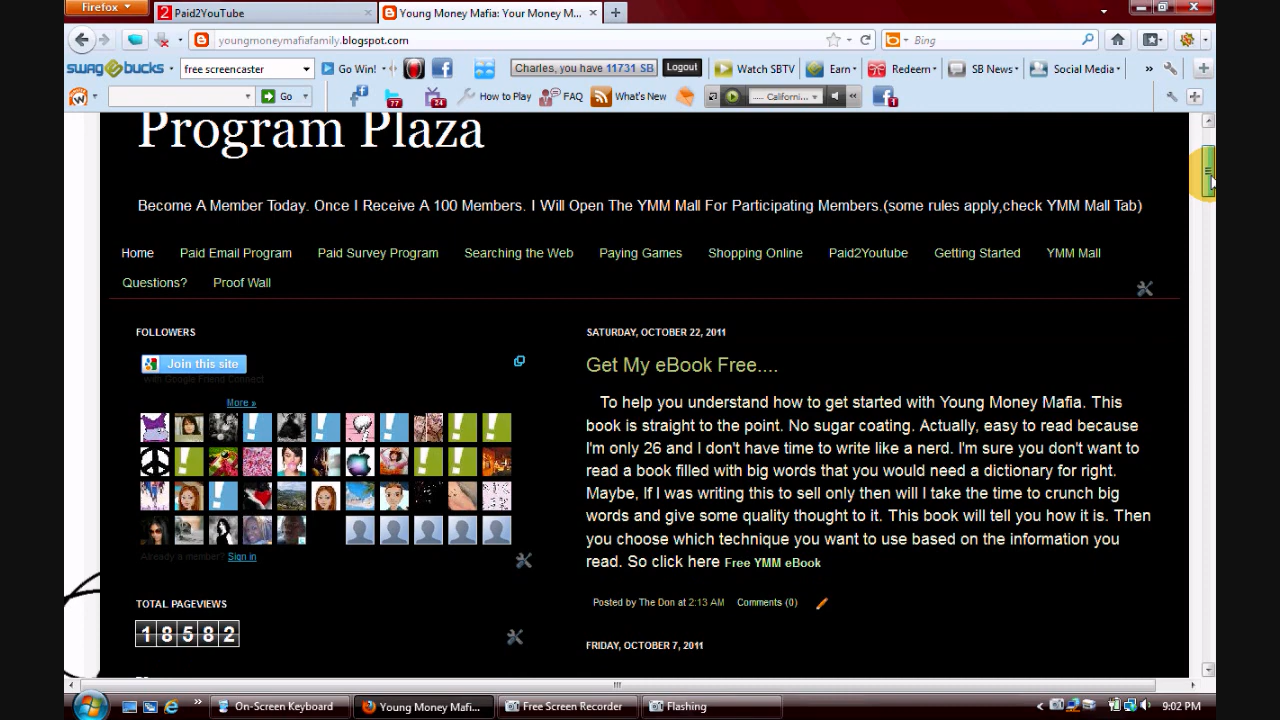 Firefox
Paid2YouTube
Young Money Mafia: Your Money M...
youngmoneymafiafamily.blogspot.com
Bing
SWAGBUCKS
free screencaster
Go Win!
Charles, you have 11731 SB
Logout
Watch SBTV
Earn
Redeem
SB News
Social Media
Go
77
24
How to Play
FAQ
What's New
..... Californi...
1
Program Plaza
Become A Member Today. Once I Receive A 100 Members. I Will Open The YMM Mall For Participating Members.(some rules apply,check YMM Mall Tab)
Home Paid Email Program Paid Survey Program Searching the Web Paying Games Shopping Online Paid2Youtube Getting Started YMM Mall
Questions? Proof Wall
FOLLOWERS
Join this site
with Google Friend Connect
More »
Already a member? Sign in
TOTAL PAGEVIEWS
18582
SATURDAY, OCTOBER 22, 2011
Get My eBook Free....
To help you understand how to get started with Young Money Mafia. This
book is straight to the point. No sugar coating. Actually, easy to read because
I'm only 26 and I don't have time to write like a nerd. I'm sure you don't want to
read a book filled with big words that you would need a dictionary for right.
Maybe, If I was writing this to sell only then will I take the time to crunch big
words and give some quality thought to it. This book will tell you how it is. Then
you choose which technique you want to use based on the information you
read. So click here Free YMM eBook
Posted by The Don at 2:13 AM Comments (0)
FRIDAY, OCTOBER 7, 2011
On-Screen Keyboard
Young Money Mafi...
Free Screen Recorder
Flashing
9:02 PM